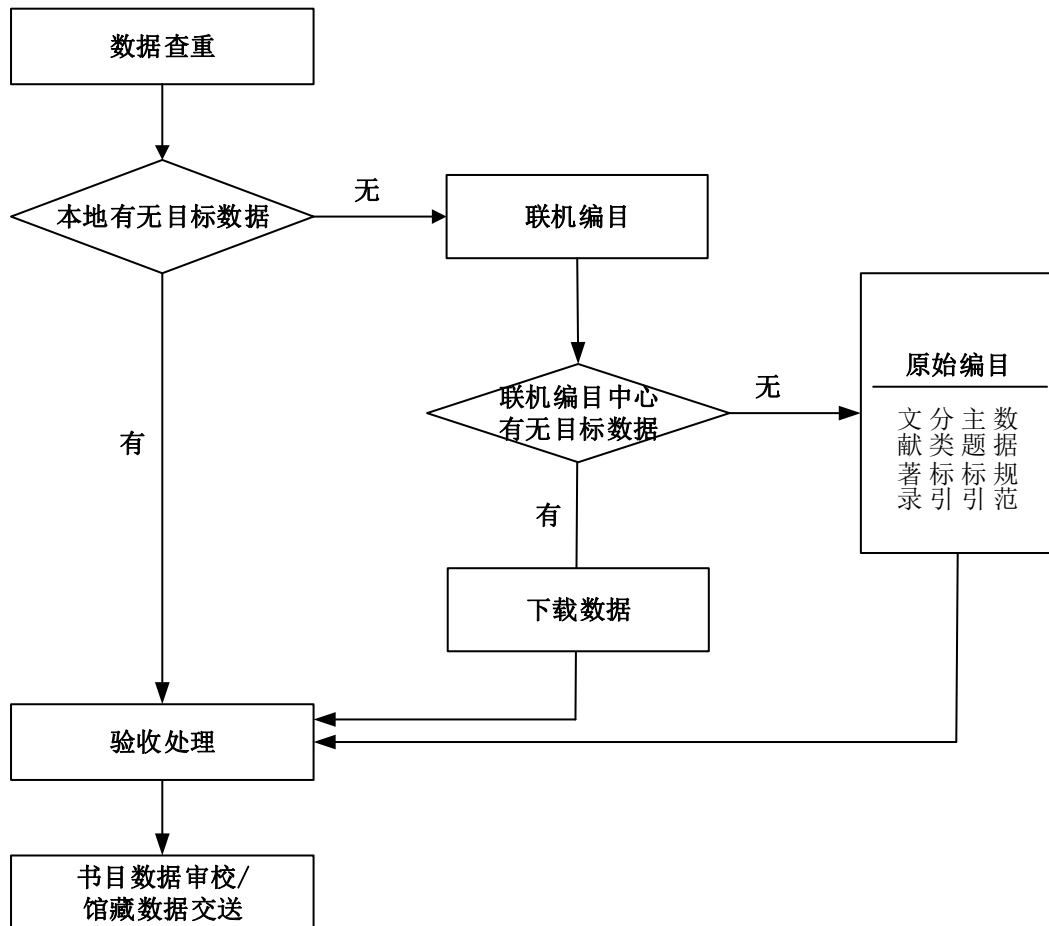 数据查重
本地有无目标数据
无
联机编目
联机编目中心
有无目标数据
无
原始编目
文献著录
分类标引
主题标引
数据规范
有
有
下载数据
验收处理
书目数据审校/
馆藏数据交送